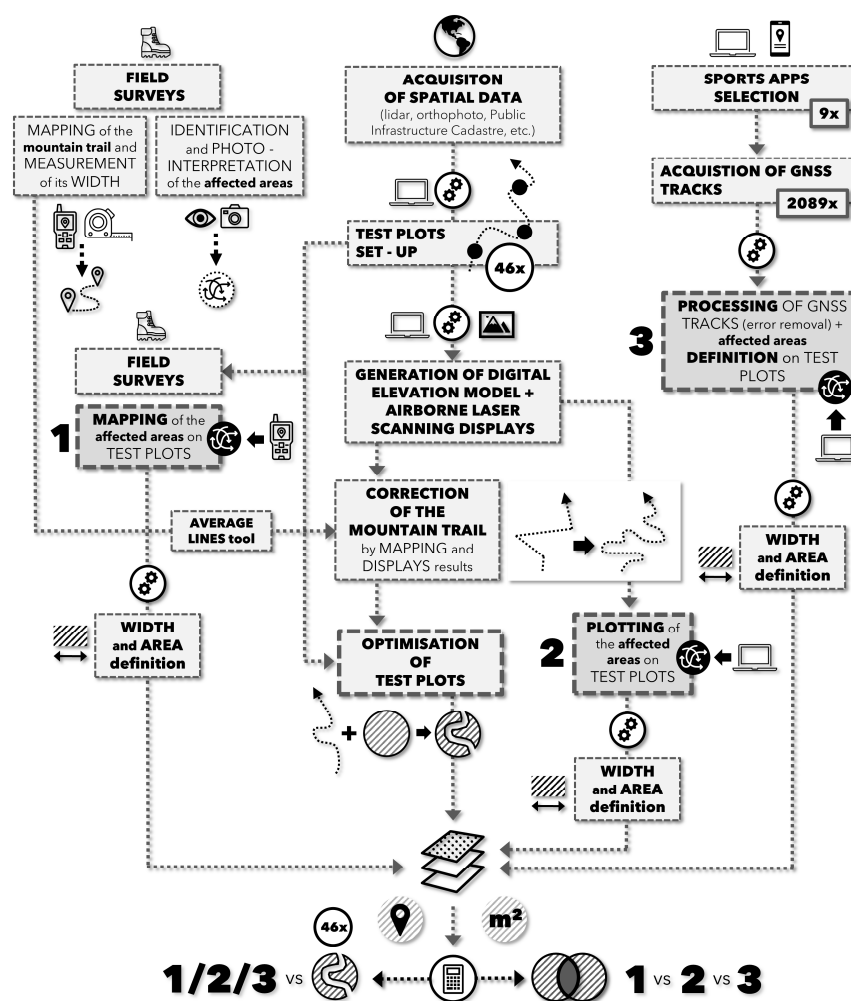 FIELD
SURVEYS
MAPPING of the
mountain trail and
MEASUREMENT
of its WIDTH
IDENTIFICATION
and PHOTO -
INTERPRETATION
of the affected areas
ACQUISITON
OF SPATIAL DATA
(lidar, orthophoto, Public
Infrastructure Cadastre, etc.)
SPORTS APPS
SELECTION
9x
ACQUISTION OF GNSS
TRACKS
2089x
TEST PLOTS
SET - UP
46x
3
PROCESSING OF GNSS
TRACKS (error removal) +
affected areas
DEFINITION on TEST
PLOTS
FIELD
SURVEYS
GENERATION OF DIGITAL
ELEVATION MODEL +
AIRBORNE LASER
SCANNING DISPLAYS
1
MAPPING of the
affected areas on
TEST PLOTS
AVERAGE
LINES tool
CORRECTION
OF THE
MOUNTAIN TRAIL
by MAPPING and
DISPLAYS results
WIDTH
and AREA
definition
WIDTH
and AREA
definition
OPTIMISATION
OF
TEST PLOTS
2
PLOTTING of
the affected
areas on
TEST PLOTS
WIDTH
and AREA
definition
46x
m²
1/2/3 vs
1 vs 2 vs 3